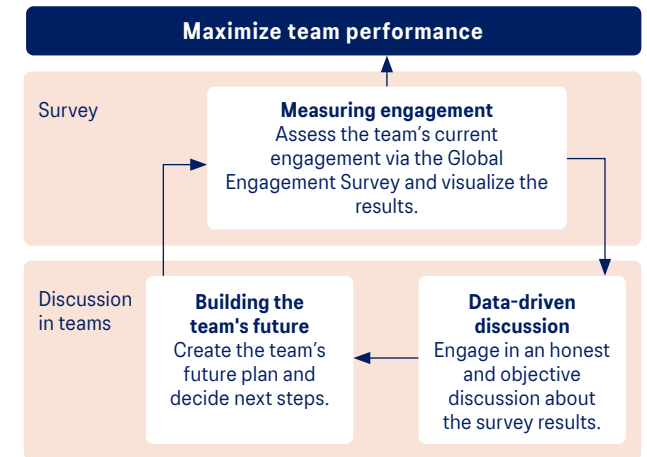 Maximize team performance
Survey
Measuring engagement
Assess the team’s current
engagement via the Global
Engagement Survey and visualize the
results.
Discussion
in teams
Building the
team's future
Create the team’s
future plan and
decide next steps.
Data-driven
discussion
Engage in an honest
and objective
discussion about
the survey results.